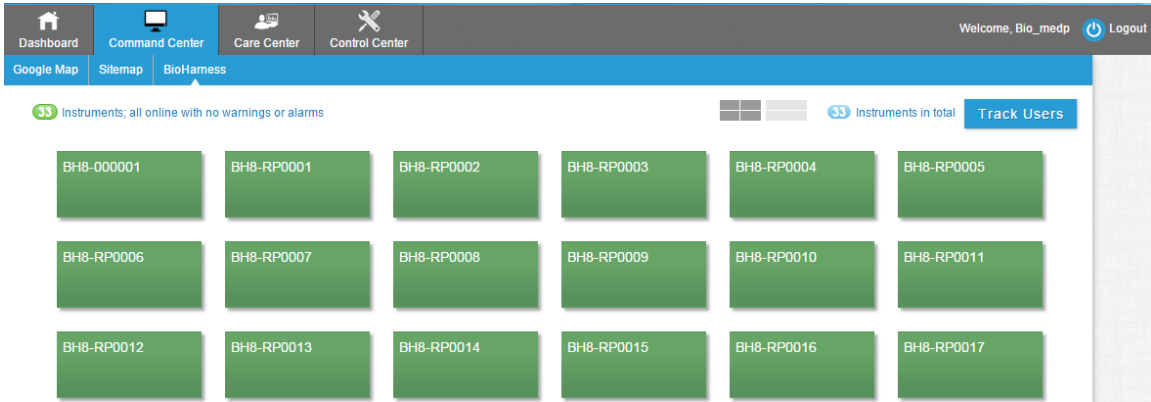 Dashboard Command Center Care Center Control Center Welcome, Bio_medp Logout
Google Map Sitemap BioHarness
33 Instruments; all online with no warnings or alarms 33 Instruments in total Track Users
BH8-000001 BH8-RP0001 BH8-RP0002 BH8-RP0003 BH8-RP0004 BH8-RP0005
BH8-RP0006 BH8-RP0007 BH8-RP0008 BH8-RP0009 BH8-RP0010 BH8-RP0011
BH8-RP0012 BH8-RP0013 BH8-RP0014 BH8-RP0015 BH8-RP0016 BH8-RP0017